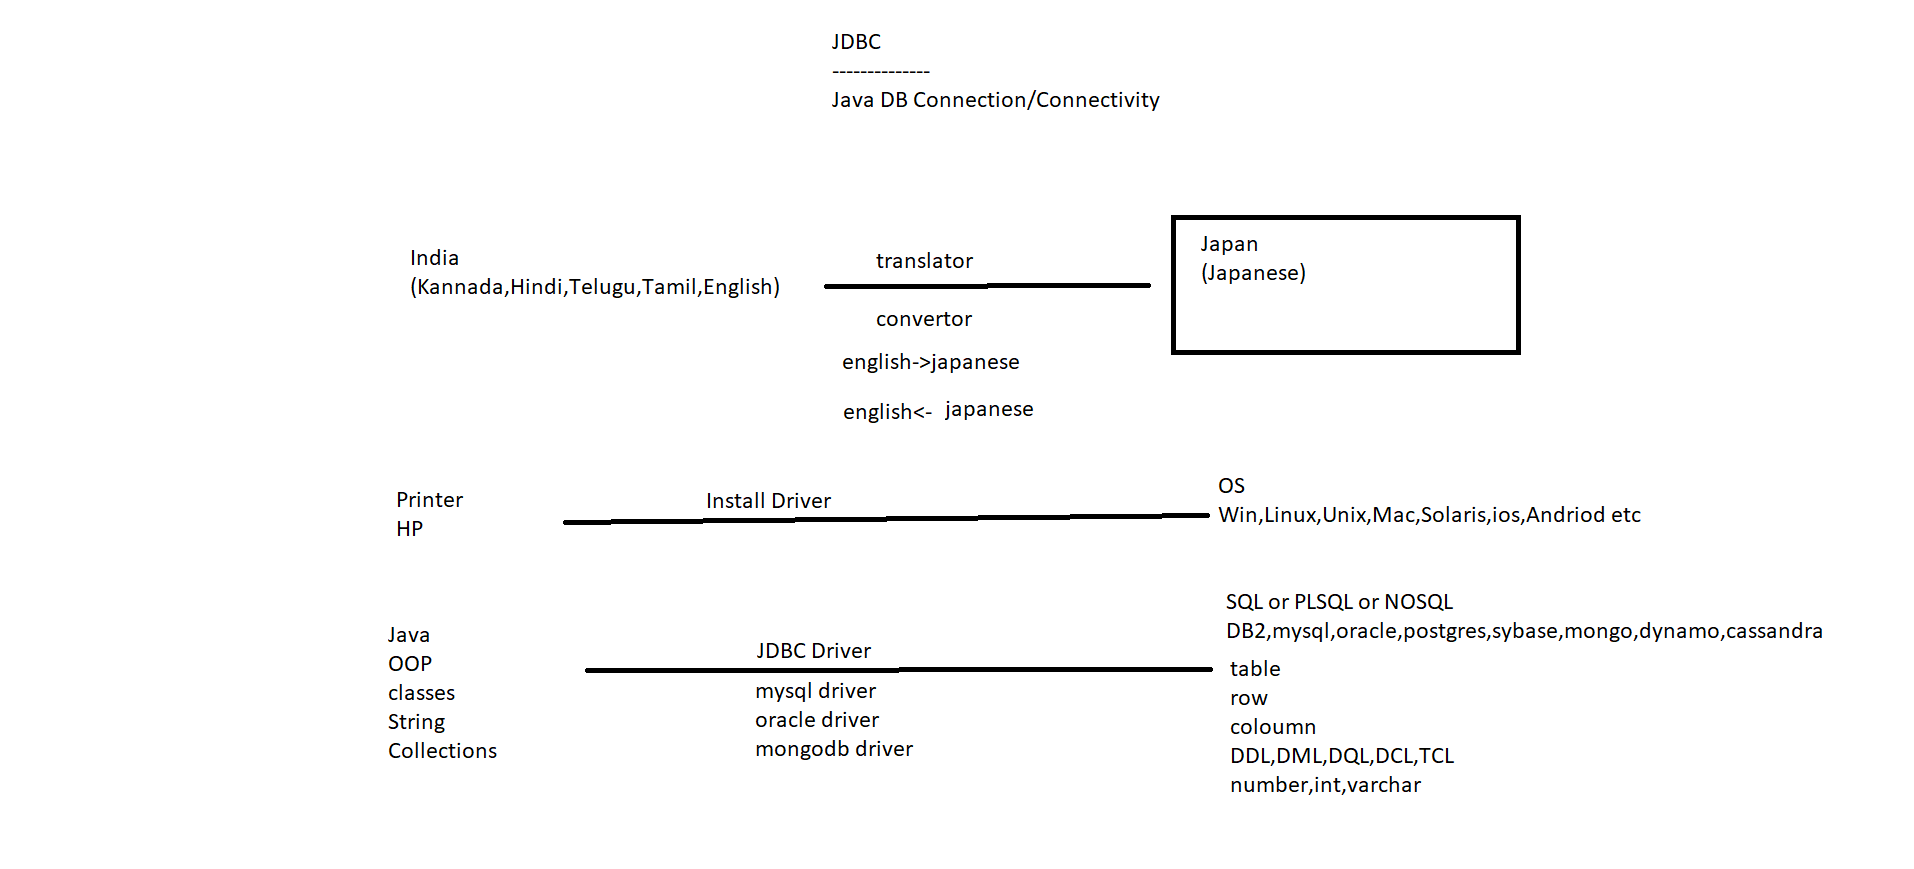 JDBC
--------------
Java DB Connection/Connectivity
India
(Kannada,Hindi,Telugu,Tamil,English)
translator
convertor
english->japanese
english<- japanese
Japan
(Japanese)
Printer
HP
Install Driver
OS
Win,Linux,Unix,Mac,Solaris,ios,Andriod etc
Java
OOP
classes
String
Collections
JDBC Driver
mysql driver
oracle driver
mongodb driver
SQL or PLSQL or NOSQL
DB2,mysql,oracle,postgres,sybase,mongo,dynamo,cassandra
table
row
coloumn
DDL,DML,DQL,DCL,TCL
number,int,varchar